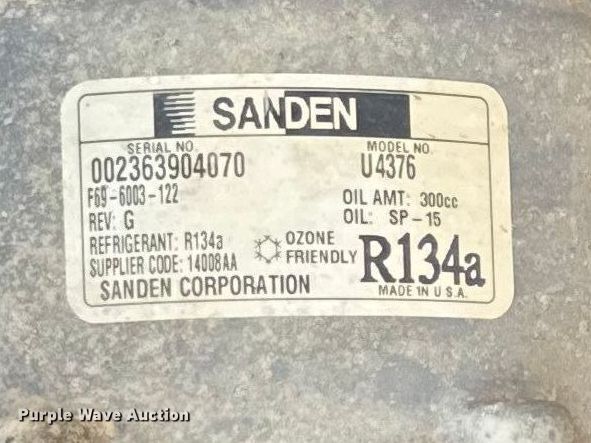 SANDEN
SERIAL NO. MODEL NO.
002363904070 U4376
F69-6003-122 OIL AMT: 300cc
REV: G OIL: SP-15
REFRIGERANT: R134a OZONE
SUPPLIER CODE: 14008AA FRIENDLY R134a
SANDEN CORPORATION MADE IN U.S.A.
Purple Wave Auction